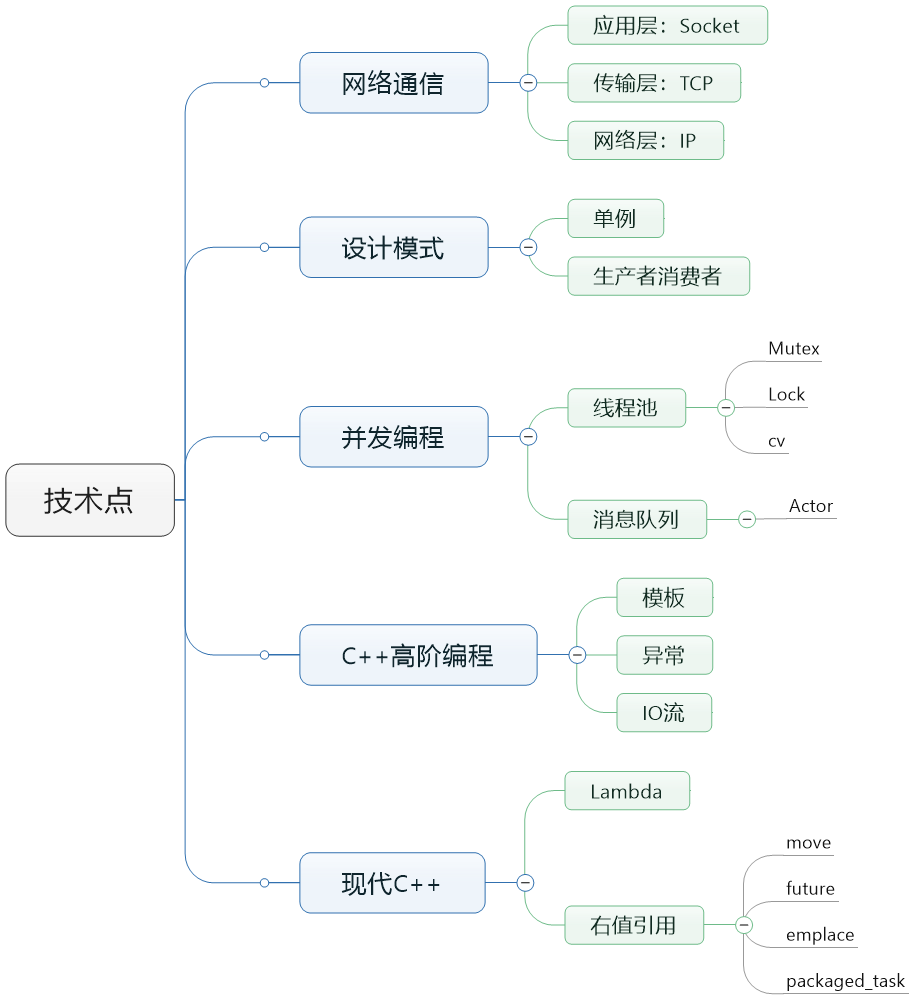 技术点
网络通信
应用层：Socket
传输层：TCP
网络层：IP
设计模式
单例
生产者消费者
并发编程
线程池
Mutex
Lock
cv
消息队列
Actor
C++高阶编程
模板
异常
IO流
现代C++
Lambda
右值引用
move
future
emplace
packaged_task